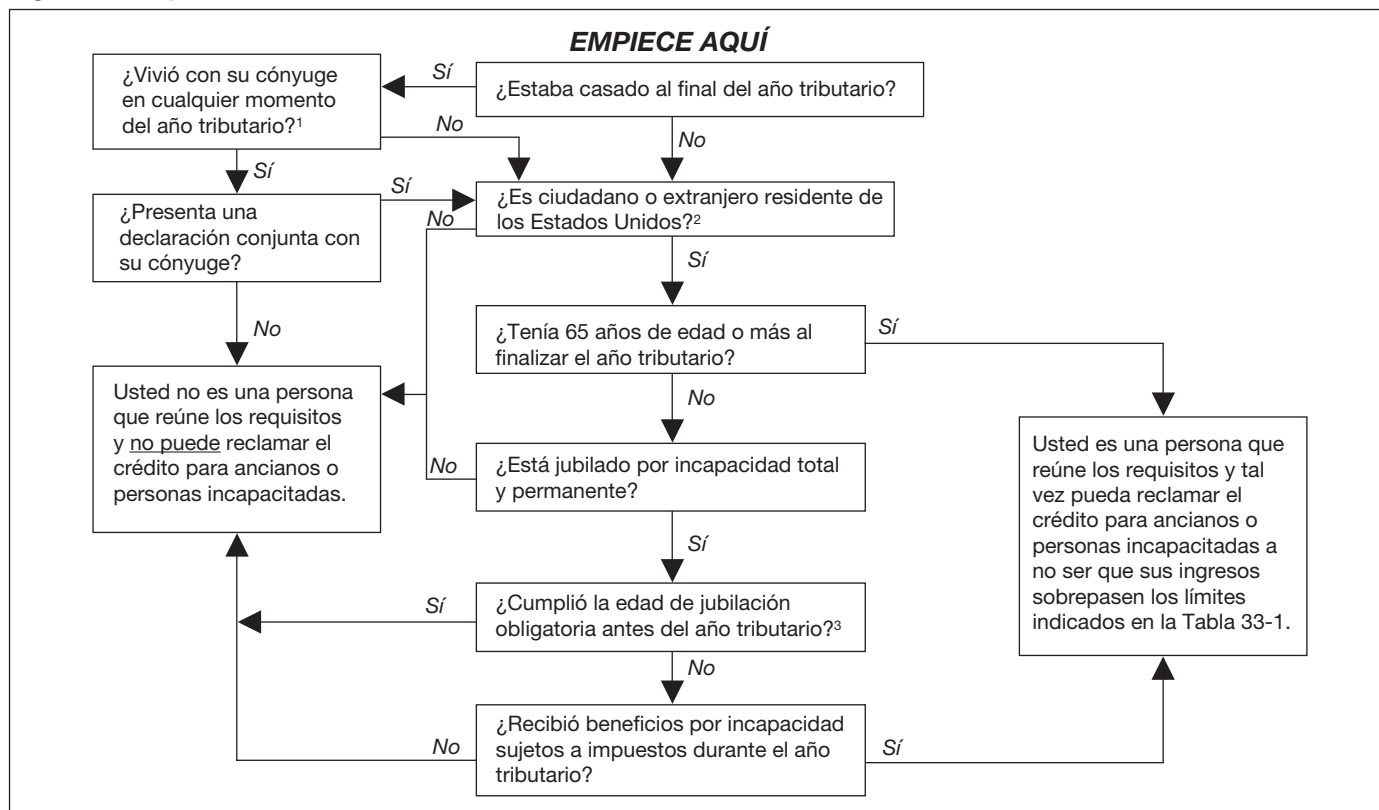 EMPIECE AQUÍ
¿Vivió con su cónyuge
en cualquier momento
del año tributario?¹
Sí
¿Estaba casado al final del año tributario?
No
No
Sí
¿Presenta una
declaración conjunta con
su cónyuge?
Sí
¿Es ciudadano o extranjero residente de
los Estados Unidos?²
No
Sí
No
¿Tenía 65 años de edad o más al
finalizar el año tributario?
Sí
Usted no es una persona
que reúne los requisitos
y no puede reclamar el
crédito para ancianos o
personas incapacitadas.
No
¿Está jubilado por incapacidad total
y permanente?
No
Usted es una persona que
reúne los requisitos y tal
vez pueda reclamar el
crédito para ancianos o
personas incapacitadas a
no ser que sus ingresos
sobrepasen los límites
indicados en la Tabla 33-1.
Sí
¿Cumplió la edad de jubilación
obligatoria antes del año tributario?³
Sí
No
¿Recibió beneficios por incapacidad
sujetos a impuestos durante el año
tributario?
No
Sí